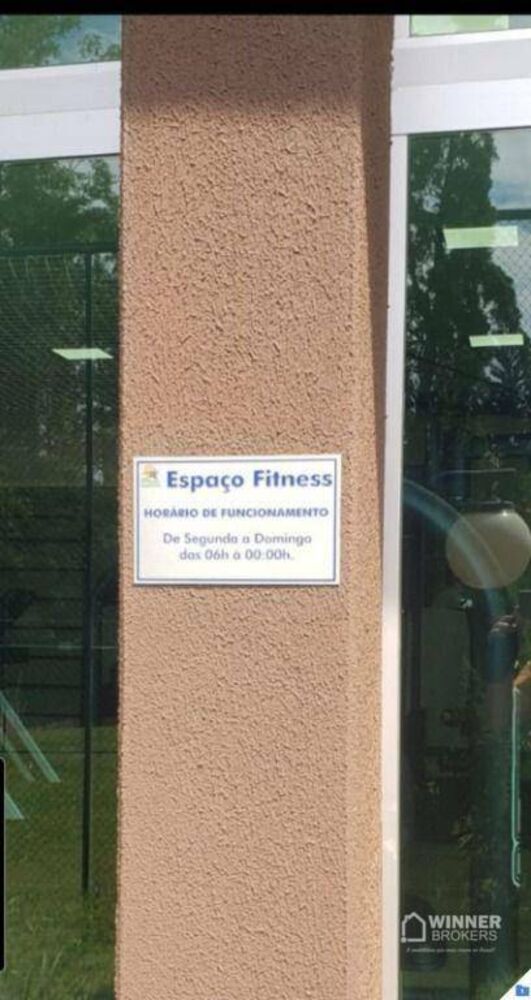 Espaço Fitness
HORÁRIO DE FUNCIONAMENTO
De Segunda a Domingo
das 06h à 00:00h.
WINNER
BROKERS